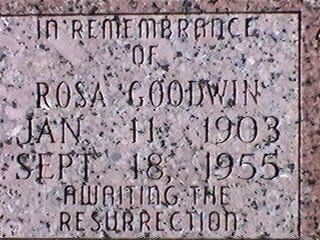 IN REMEMBRANCE
OF
ROSA GOODWIN
JAN. 11, 1903
SEPT. 18, 1955
AWAITING THE
RESURRECTION